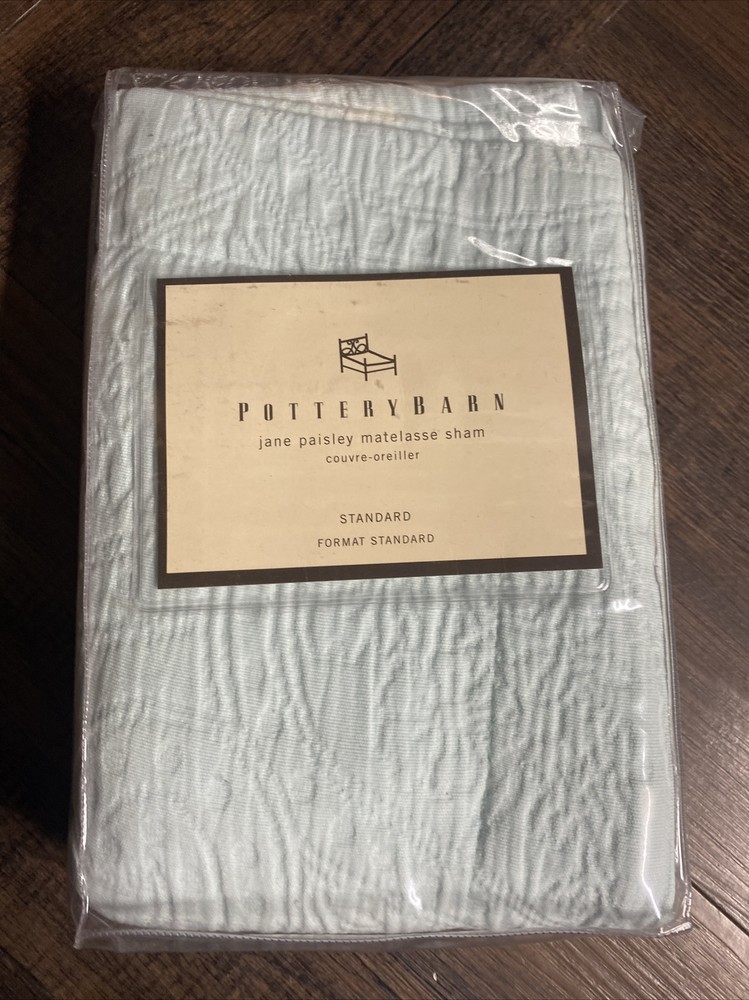 POTTERYBARN
jane paisley matelasse sham
couvre-oreiller
STANDARD
FORMAT STANDARD